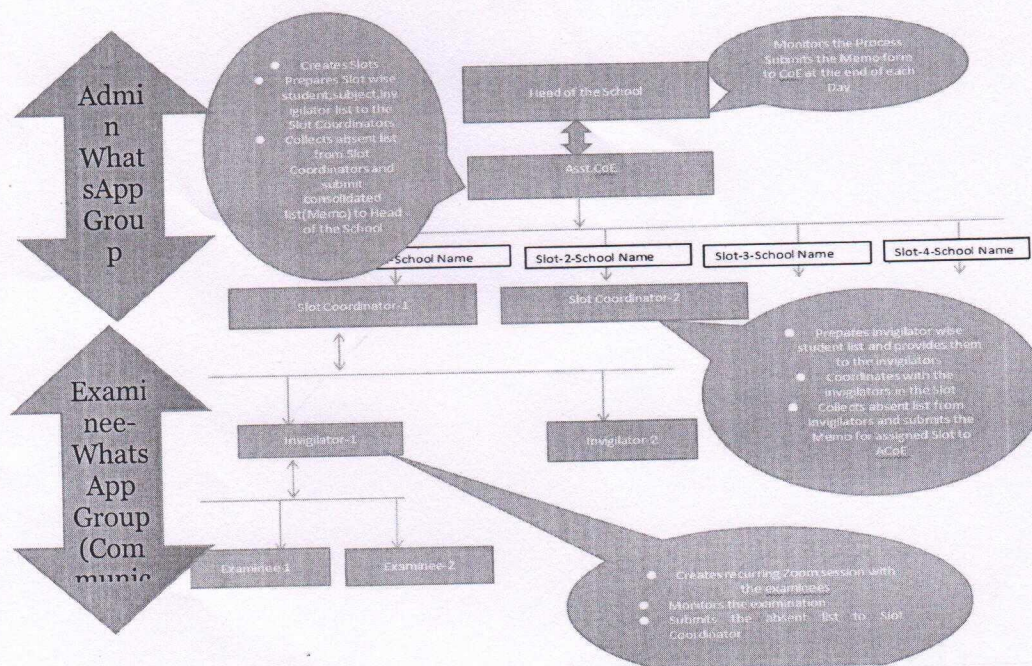 Admi
n
What
sApp
Grou
p
Creates Slots
Prepares Slot wise
student,subject,Inv
igilator list to the
Slot Coordinators
Collects absent list
from Slot
Coordinators and
submit
consolidated
list(Memo) to Head
of the School
Head of the School
Monitors the Process
Submits the Memo form
to CoE at the end of each
Day
Asst.CoE
-School Name
Slot-2-School Name
Slot-3-School Name
Slot-4-School Name
Slot Coordinator-1
Slot Coordinator-2
Prepares invigilator wise
student list and provides them
to the invigilators
Coordinates with the
invigilators in the Slot
Collects absent list from
invigilators and submits the
Memo for assigned Slot to
ACoE
Exami
nee-
Whats
App
Group
(Com
munic
Invigilator-1
Invigilator-2
Examinee-1
Examinee-2
Creates recurring Zoom session with
the examinees
Monitors the examination
Submits the absent list to Slot
Coordinator